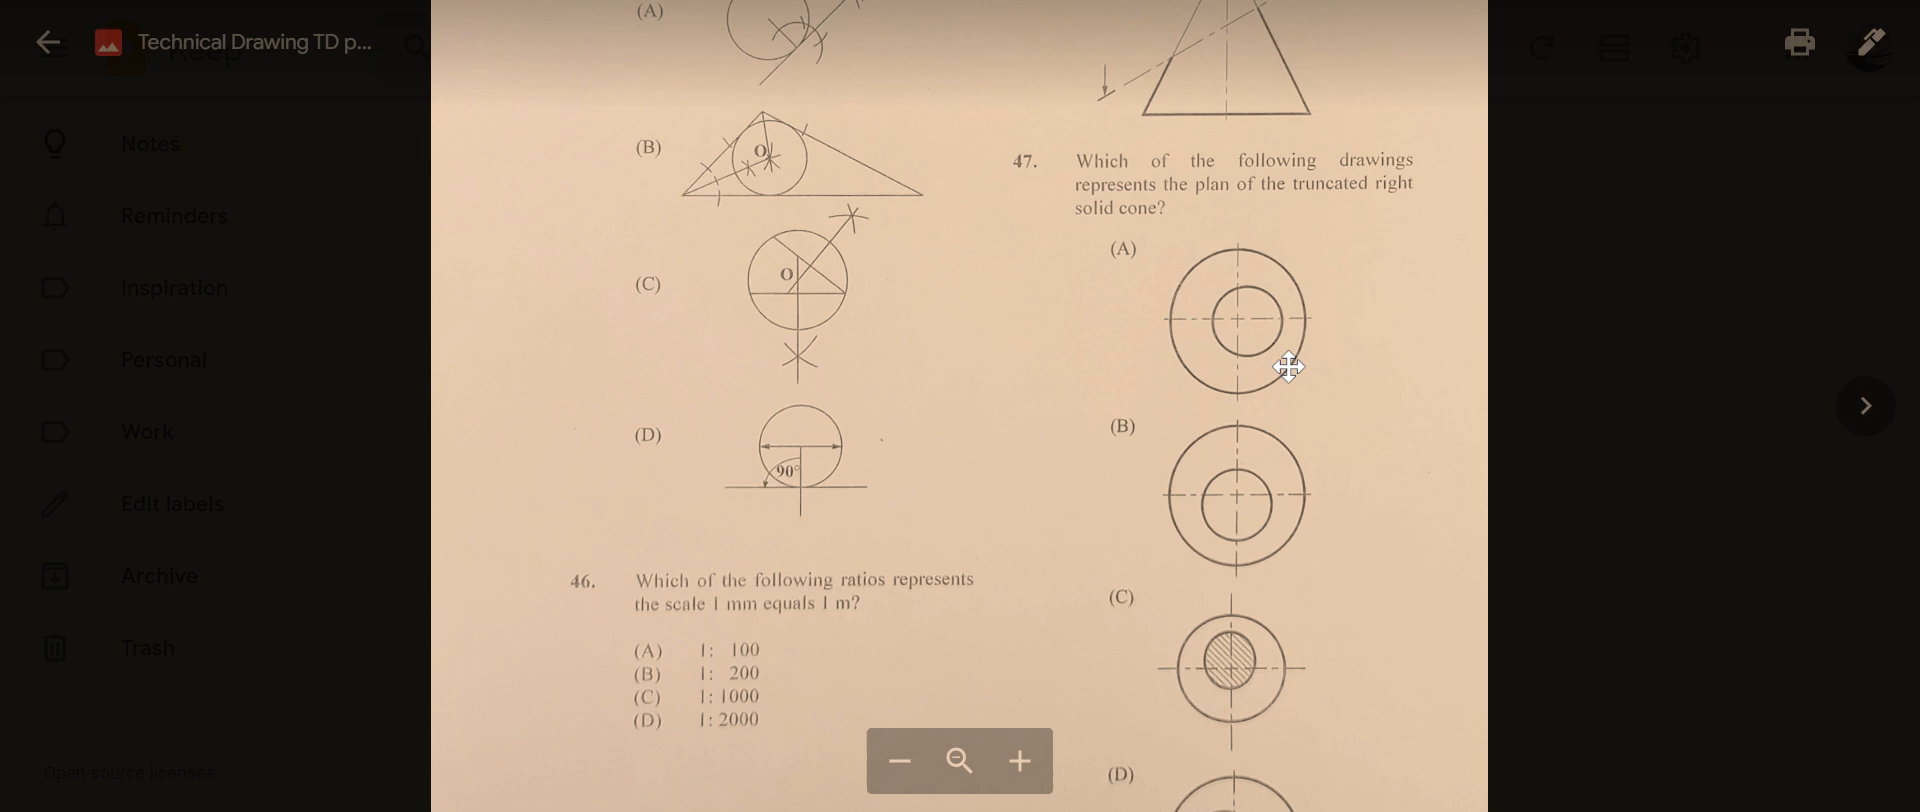 Technical Drawing TD p...
Keep
Notes
Reminders
Inspiration
Personal
Work
Edit labels
Archive
Trash
Open-source licenses
(A)
(B)
O
(C)
O
(D)
90°
46. Which of the following ratios represents
the scale 1 mm equals 1 m?
(A) 1: 100
(B) 1: 200
(C) 1: 1000
(D) 1: 2000
47. Which of the following drawings
represents the plan of the truncated right
solid cone?
(A)
(B)
(C)
(D)